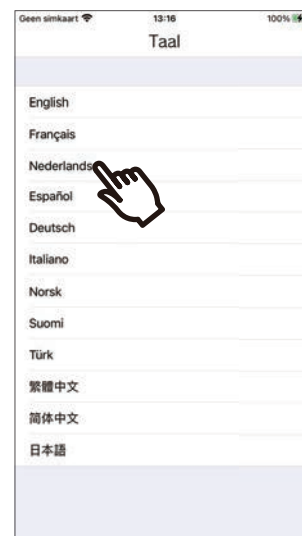 Geen simkaart 13:16 100%
Taal
English
Français
Nederlands
Español
Deutsch
Italiano
Norsk
Suomi
Türk
繁體中文
简体中文
日本語